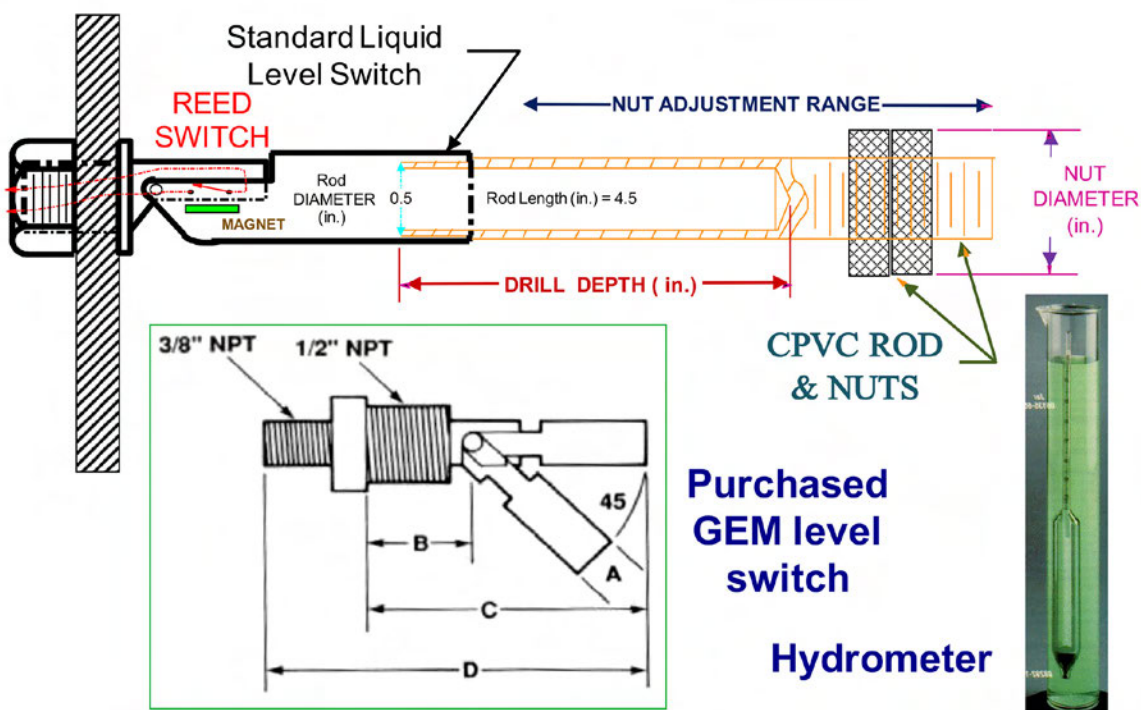 Standard Liquid
Level Switch
REED
SWITCH
NUT ADJUSTMENT RANGE
Rod
DIAMETER
(in.)
0.5
Rod Length (in.) = 4.5
MAGNET
NUT
DIAMETER
(in.)
DRILL DEPTH ( in.)
CPVC ROD
& NUTS
3/8" NPT
1/2" NPT
45
B
A
C
D
Purchased
GEM level
switch
Hydrometer